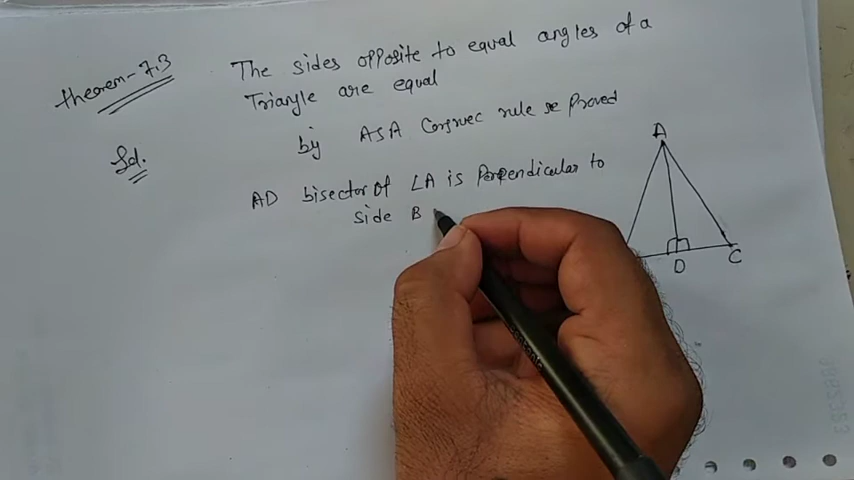 theorem-7.3 The sides opposite to equal angles of a
Triangle are equal
Sol. by ASA Congruec rule se Proved
AD bisector of ∠A is Perpendicular to
side B
A
D
C